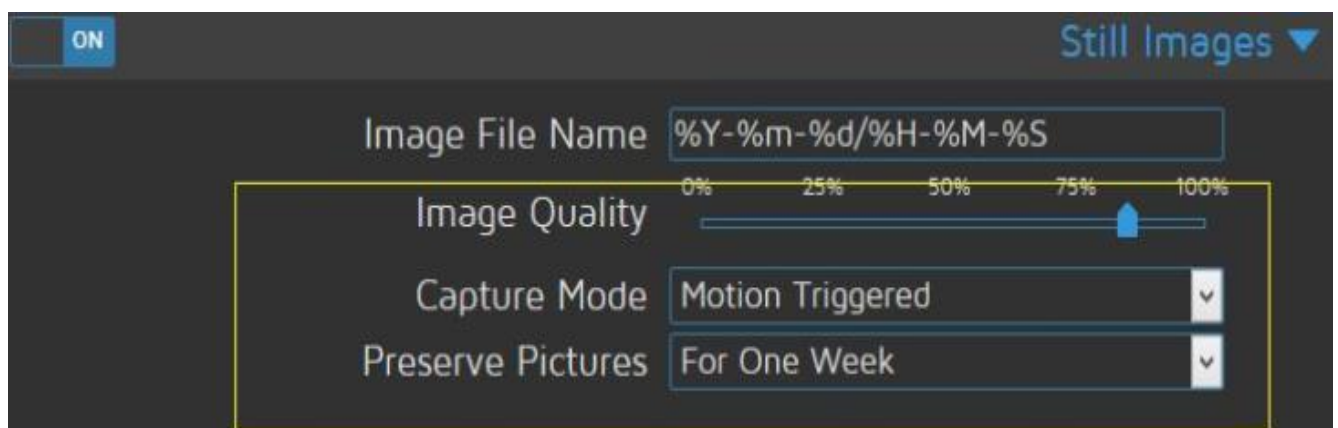 ON Still Images
Image File Name %Y-%m-%d/%H-%M-%S
0% 25% 50% 75% 100%
Image Quality
Capture Mode Motion Triggered
Preserve Pictures For One Week